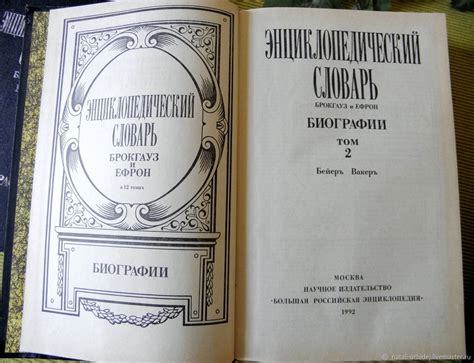 ЭНЦИКЛОПЕДИЧЕСКИЙ
СЛОВАРЬ
БРОКГАУЗ
И
ЕФРОН
в 12 томах
БИОГРАФИИ
ЭНЦИКЛОПЕДИЧЕСКИЙ
СЛОВАРЬ
БРОКГАУЗ и ЕФРОН
БИОГРАФИИ
ТОМ
2
Бейеръ Вакеръ
МОСКВА
НАУЧНОЕ ИЗДАТЕЛЬСТВО
"БОЛЬШАЯ РОССИЙСКАЯ ЭНЦИКЛОПЕДИЯ"
1992